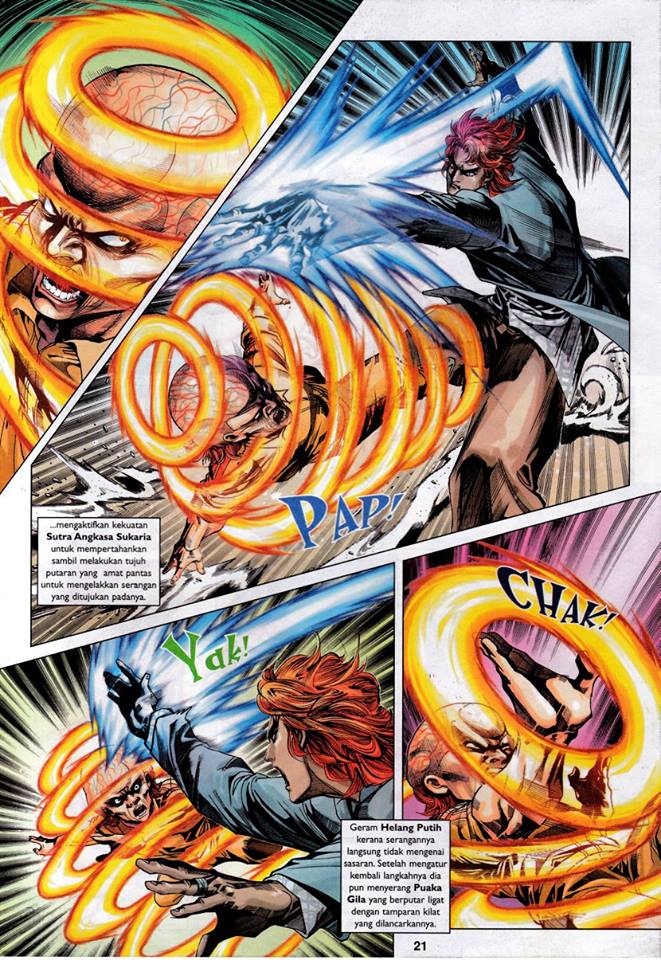 PAP!
...mengaktifkan kekuatan
Sutra Angkasa Sukaria
untuk mempertahankan
sambil melakukan tujuh
putaran yang amat pantas
untuk mengelakkan serangan
yang ditujukan padanya.
Yak!
CHAK!
Geram Helang Putih
kerana serangannya
langsung tidak mengenai
sasaran. Setelah mengatur
kembali langkahnya dia
pun menyerang Puaka
Gila yang berputar ligat
dengan tamparan kilat
yang dilancarkannya.
21